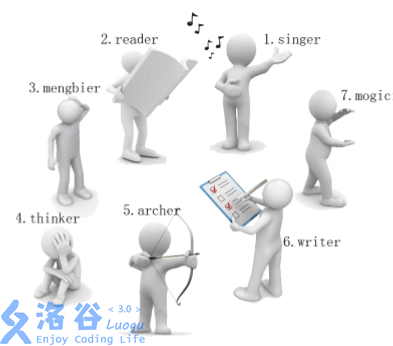 1.singer
2.reader
3.mengbier
4.thinker
5.archer
6.writer
7.mogic
洛谷 < 3.0 >
Luogu
Enjoy Coding Life